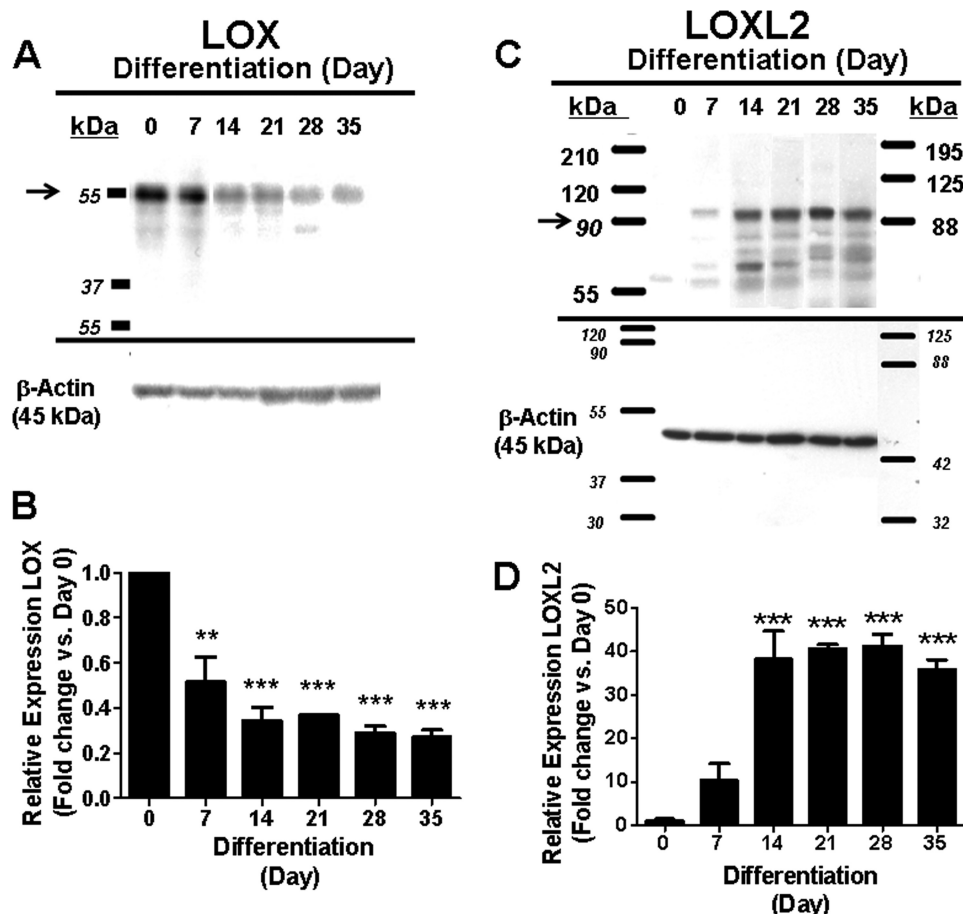 A
LOX
Differentiation (Day)
kDa 0 7 14 21 28 35
55
37
55
β-Actin
(45 kDa)
B
Relative Expression LOX
(Fold change vs. Day 0)
1.0
0.8
0.6
0.4
0.2
0.0
** *** *** *** ***
0 7 14 21 28 35
Differentiation
(Day)
C
LOXL2
Differentiation (Day)
kDa 0 7 14 21 28 35 kDa
210 195
120 125
90 88
55
120 125
90 88
55
β-Actin
(45 kDa)
42
37
30 32
D
Relative Expression LOXL2
(Fold change vs. Day 0)
50
40
30
20
10
0
*** *** *** ***
0 7 14 21 28 35
Differentiation
(Day)